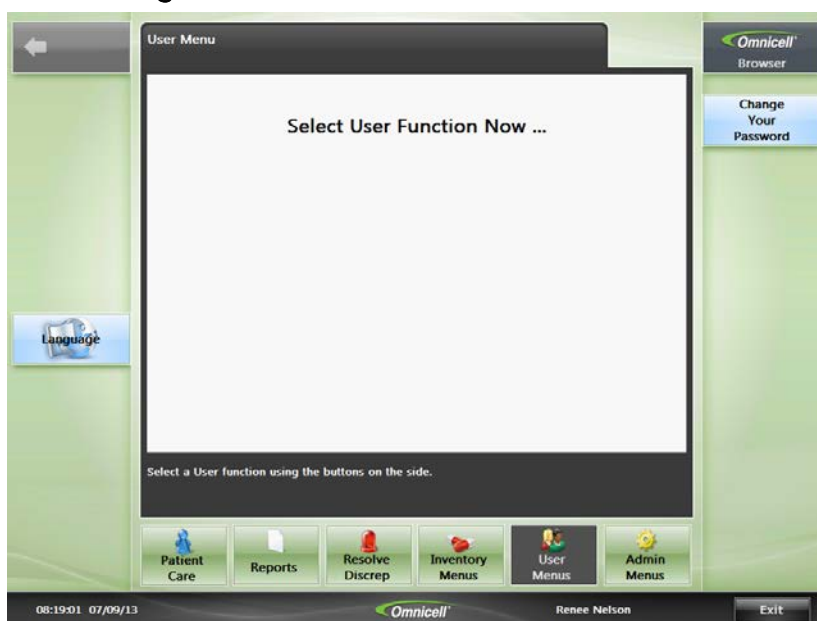 User Menu
Omnicell
Browser
Select User Function Now ...
Change
Your
Password
Language
Select a User function using the buttons on the side.
Patient
Care
Reports
Resolve
Discrep
Inventory
Menus
User
Menus
Admin
Menus
08:19:01 07/09/13
Omnicell
Renee Nelson
Exit